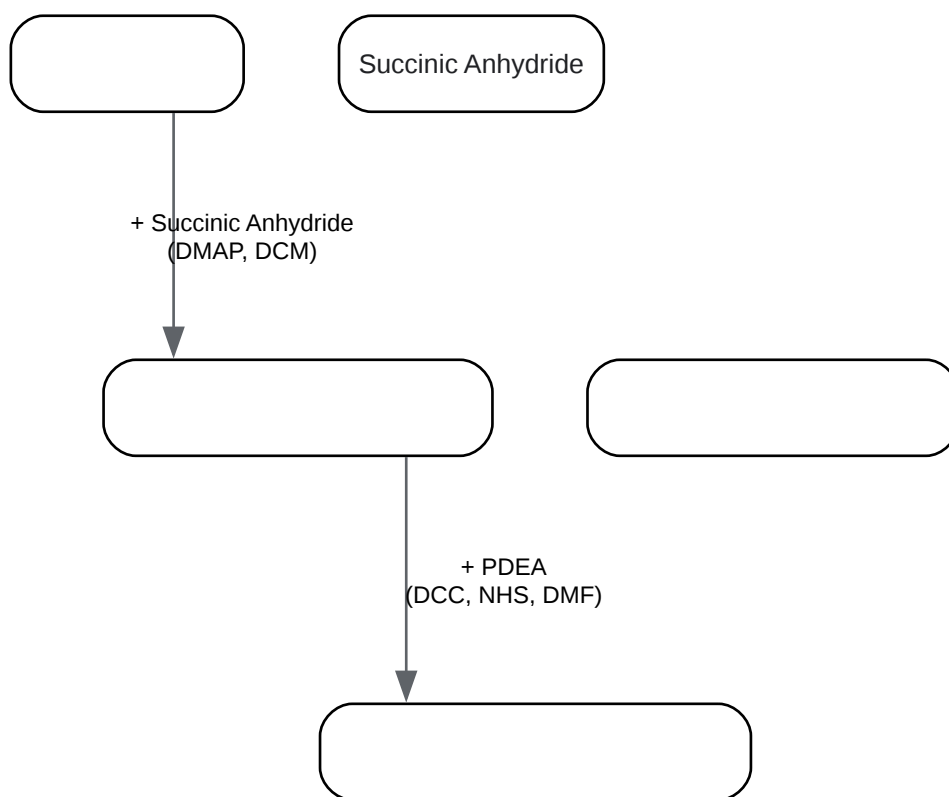 Succinic Anhydride
+ Succinic Anhydride
(DMAP, DCM)
+ PDEA
(DCC, NHS, DMF)